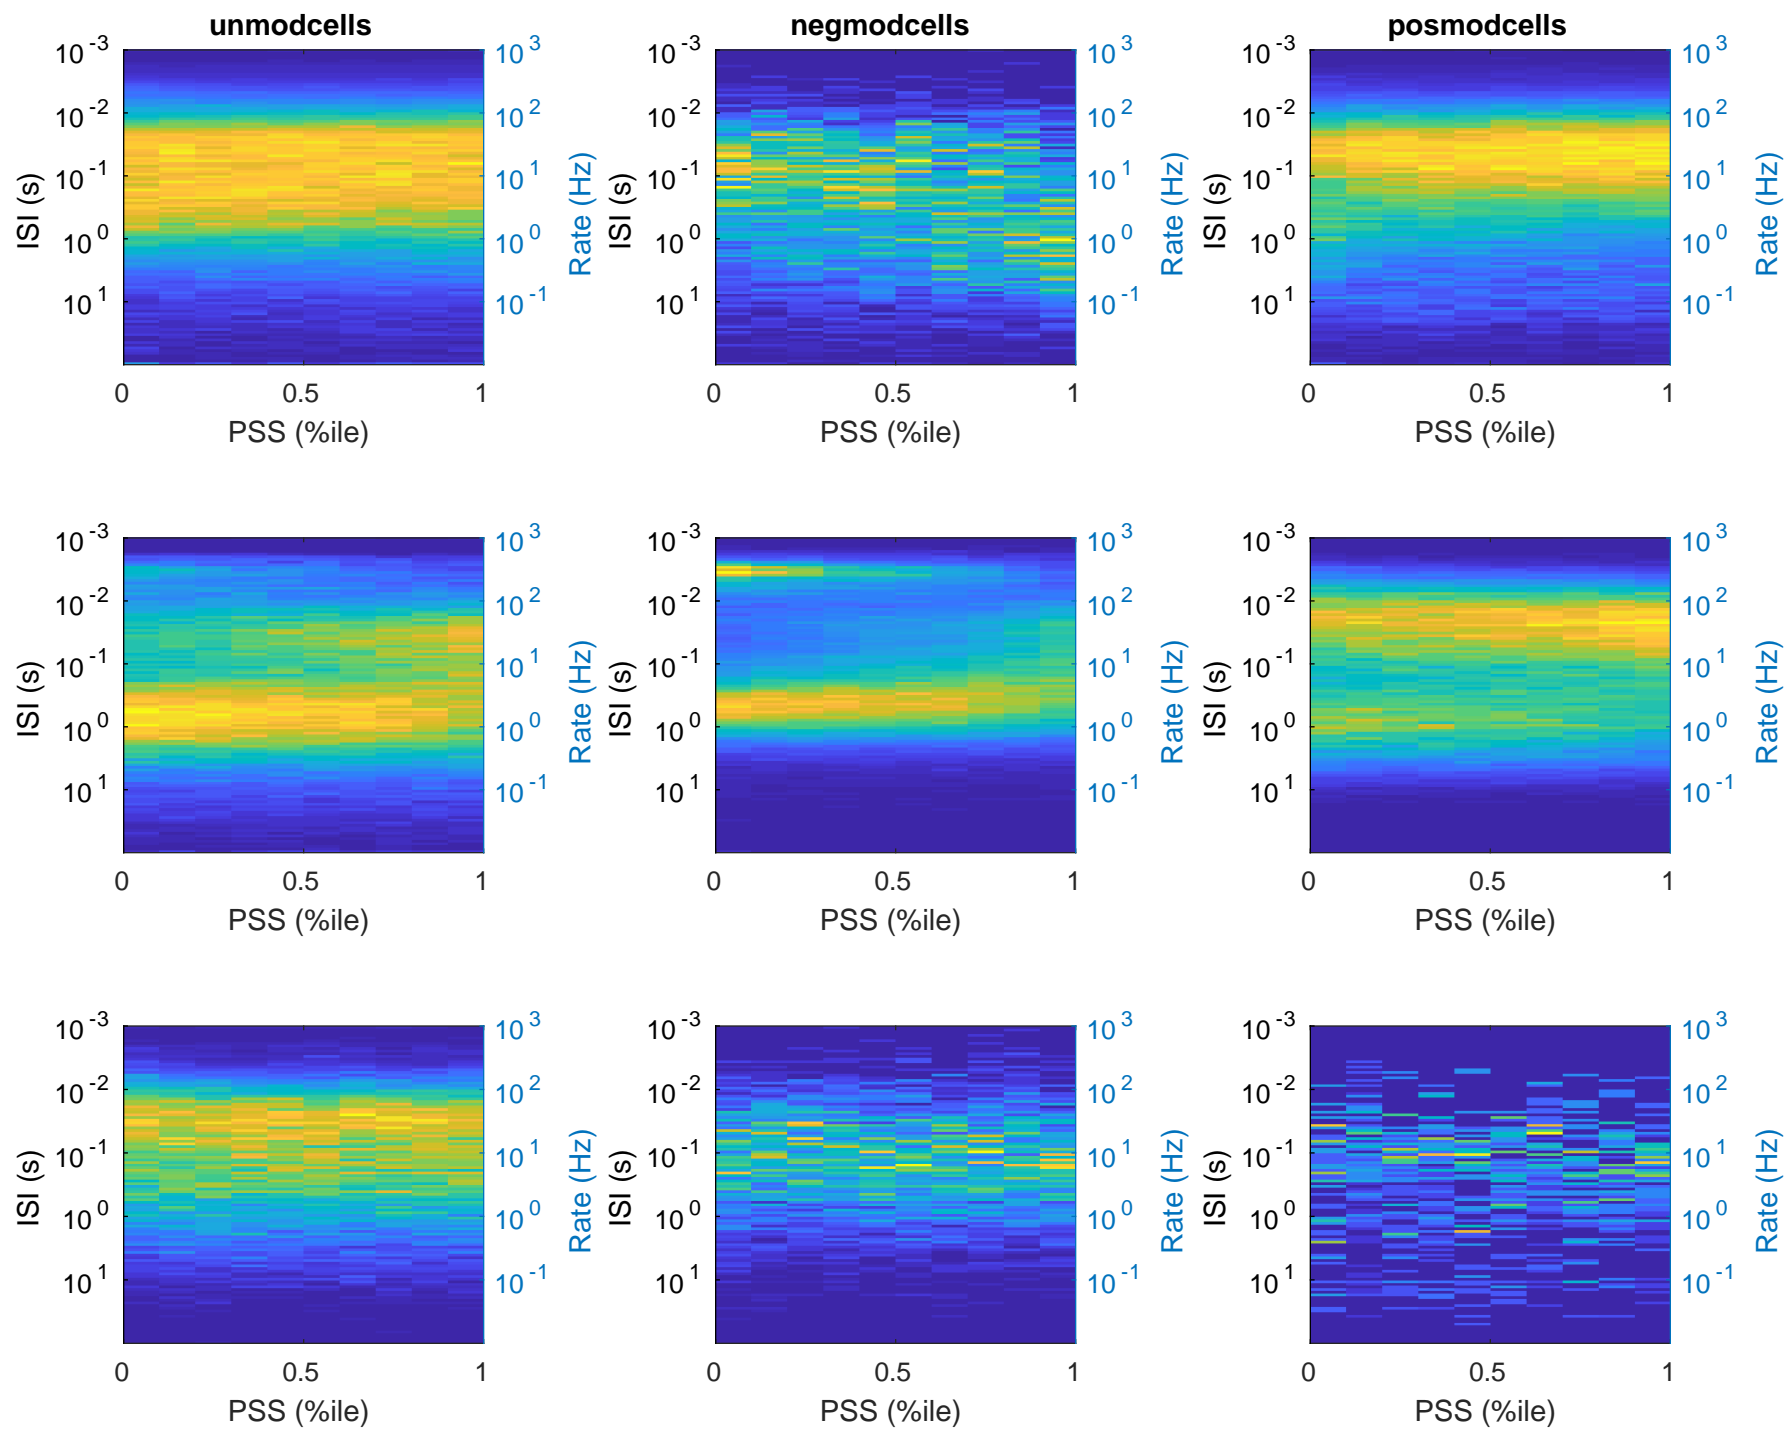 unmodcells negmodcells posmodcells
10-3 10 3 10-3 10 3 10-3 10 3
10-2 10 2 10-2 10 2 10-2 10 2
10-1 10 1 10-1 10 1 10-1 10 1
10 0 10 0 10 0 10 0 10 0 10 0
10 1 10-1 10 1 10-1 10 1 10-1
ISI (s) Rate (Hz) ISI (s) Rate (Hz) ISI (s) Rate (Hz)
0 0.5 1 0 0.5 1 0 0.5 1
PSS (%ile) PSS (%ile) PSS (%ile)
10-3 10 3 10-3 10 3 10-3 10 3
10-2 10 2 10-2 10 2 10-2 10 2
10-1 10 1 10-1 10 1 10-1 10 1
10 0 10 0 10 0 10 0 10 0 10 0
10 1 10-1 10 1 10-1 10 1 10-1
ISI (s) Rate (Hz) ISI (s) Rate (Hz) ISI (s) Rate (Hz)
0 0.5 1 0 0.5 1 0 0.5 1
PSS (%ile) PSS (%ile) PSS (%ile)
10-3 10 3 10-3 10 3 10-3 10 3
10-2 10 2 10-2 10 2 10-2 10 2
10-1 10 1 10-1 10 1 10-1 10 1
10 0 10 0 10 0 10 0 10 0 10 0
10 1 10-1 10 1 10-1 10 1 10-1
ISI (s) Rate (Hz) ISI (s) Rate (Hz) ISI (s) Rate (Hz)
0 0.5 1 0 0.5 1 0 0.5 1
PSS (%ile) PSS (%ile) PSS (%ile)